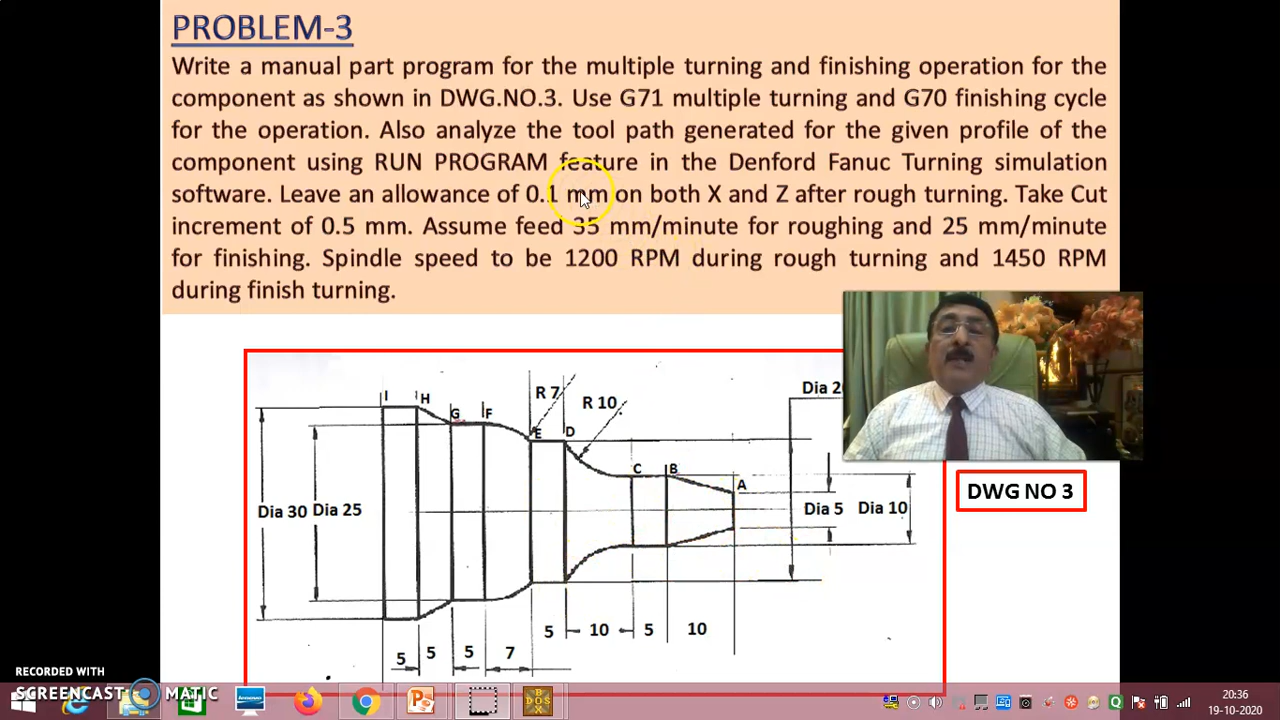 PROBLEM-3
Write a manual part program for the multiple turning and finishing operation for the
component as shown in DWG.NO.3. Use G71 multiple turning and G70 finishing cycle
for the operation. Also analyze the tool path generated for the given profile of the
component using RUN PROGRAM feature in the Denford Fanuc Turning simulation
software. Leave an allowance of 0.1 mm on both X and Z after rough turning. Take Cut
increment of 0.5 mm. Assume feed 35 mm/minute for roughing and 25 mm/minute
for finishing. Spindle speed to be 1200 RPM during rough turning and 1450 RPM
during finish turning.
R 7
R 10
Dia 20
I H G F E D C B A
Dia 30 Dia 25
Dia 5 Dia 10
DWG NO 3
5 10 5 10
5 5 5 7
RECORDED WITH
SCREENCAST MATIC
BOX
DOS
20:36
19-10-2020